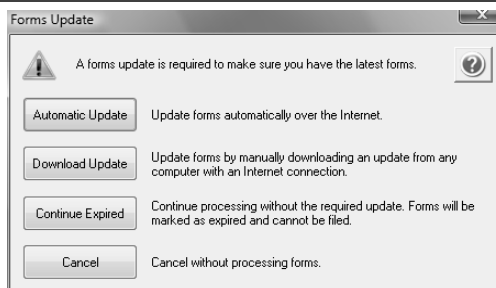 Forms Update
A forms update is required to make sure you have the latest forms.
Automatic Update
Update forms automatically over the Internet.
Download Update
Update forms by manually downloading an update from any
computer with an Internet connection.
Continue Expired
Continue processing without the required update. Forms will be
marked as expired and cannot be filed.
Cancel
Cancel without processing forms.